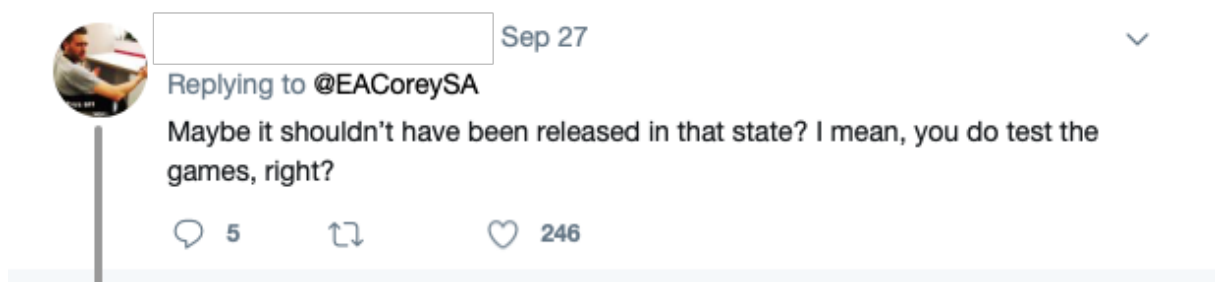 Sep 27
Replying to @EACoreySA
Maybe it shouldn’t have been released in that state? I mean, you do test the
games, right?
5 246